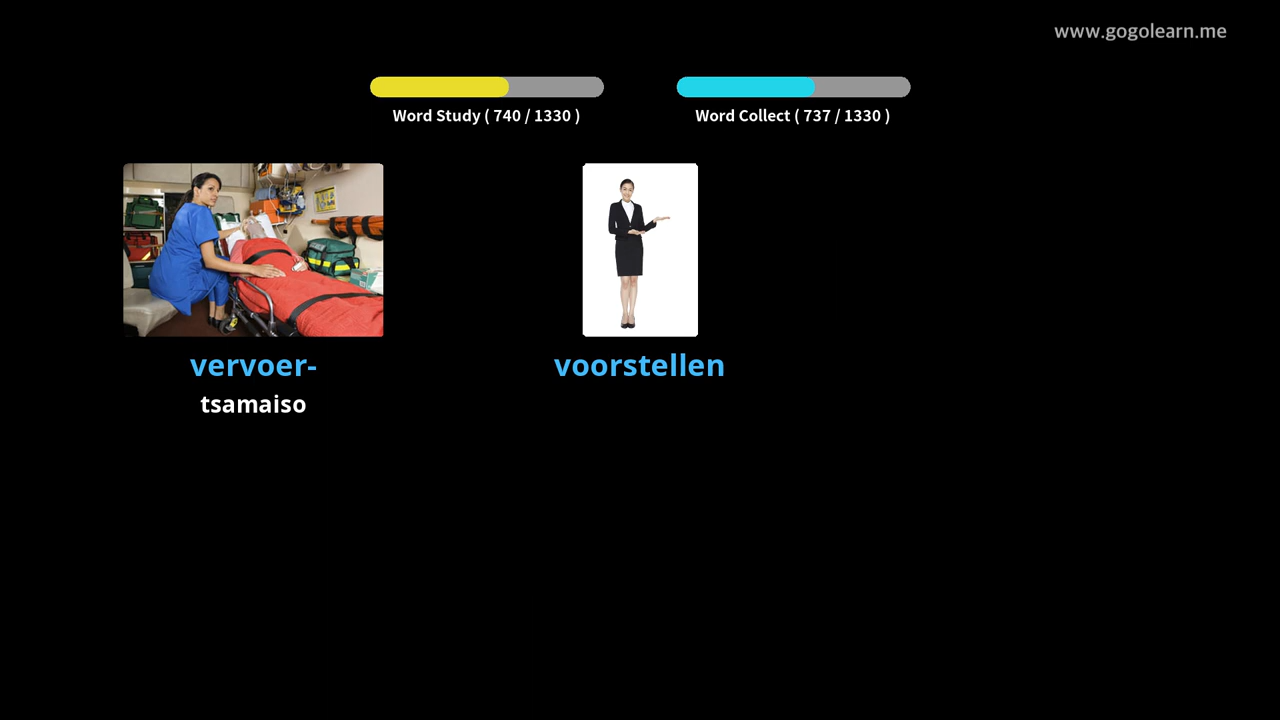 www.gogolearn.me
Word Study ( 740 / 1330 )
Word Collect ( 737 / 1330 )
vervoer-
tsamaiso
voorstellen